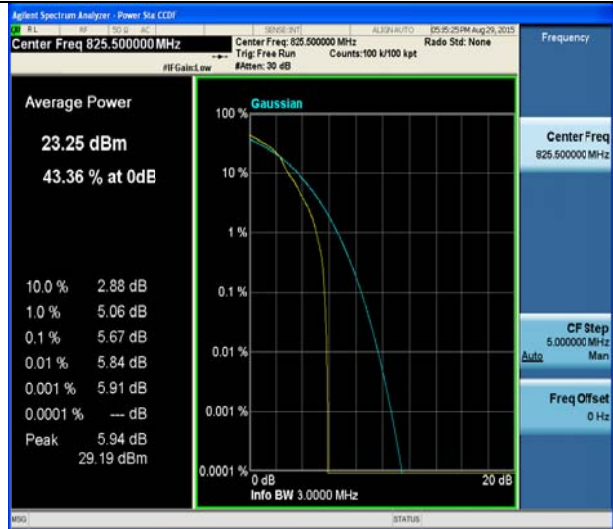 Agilent Spectrum Analyzer - Power Sta CCDF
RL RF 50 Ω AC SENSE:INT ALIGN AUTO 05:35:25 PM Aug 29, 2015
Center Freq 825.500000 MHz
Center Freq: 825.500000 MHz Radio Std: None
Trig: Free Run Counts:100 k/100 kpt
#IFGain:Low #Atten: 30 dB
Frequency
Average Power
23.25 dBm
43.36 % at 0dB
10.0 % 2.88 dB
1.0 % 5.06 dB
0.1 % 5.67 dB
0.01 % 5.84 dB
0.001 % 5.91 dB
0.0001 % --- dB
Peak 5.94 dB
29.19 dBm
Gaussian
100 %
10 %
1 %
0.1 %
0.01 %
0.001 %
0.0001 %
0 dB 20 dB
Info BW 3.0000 MHz
Center Freq
825.500000 MHz
CF Step
5.000000 MHz
Auto Man
Freq Offset
0 Hz
MSG STATUS